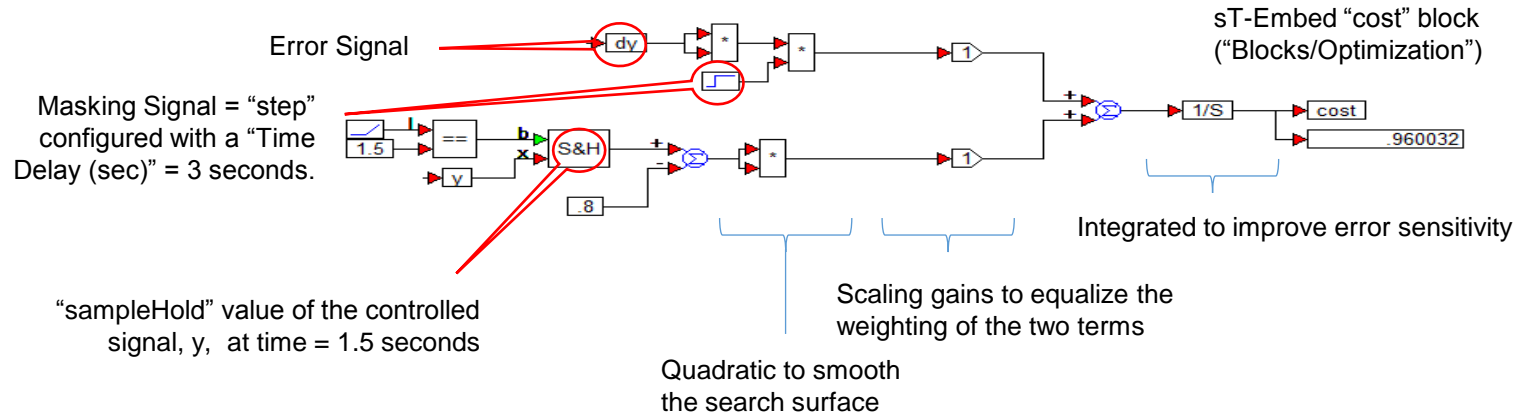 Error Signal
dy
*
*
1
sT-Embed “cost” block
(“Blocks/Optimization”)
Masking Signal = “step”
configured with a “Time
Delay (sec)” = 3 seconds.
1.5
l
==
b
x
S&H
y
.8
+
-
Σ
*
1
+
+
Σ
1/S
cost
.960032
Integrated to improve error sensitivity
“sampleHold” value of the controlled
signal, y, at time = 1.5 seconds
Scaling gains to equalize the
weighting of the two terms
Quadratic to smooth
the search surface